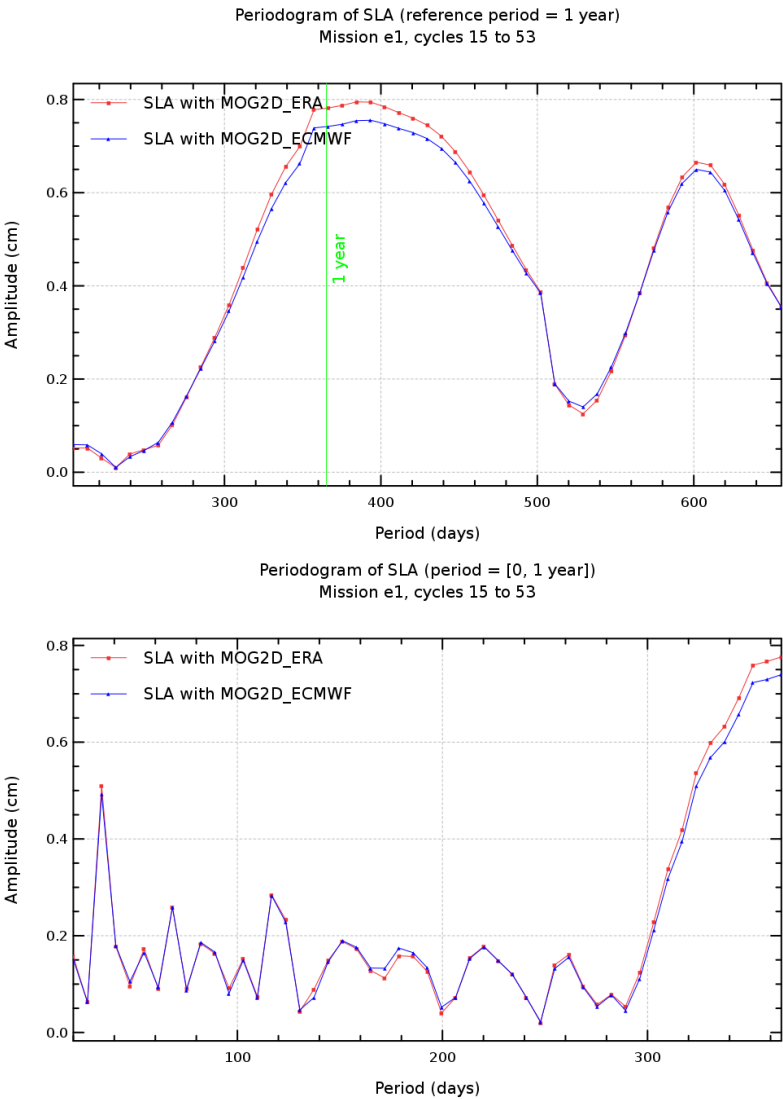 Periodogram of SLA (reference period = 1 year)
Mission e1, cycles 15 to 53
0.8
SLA with MOG2D_ERA
SLA with MOG2D_ECMWF
0.6
1 year
0.4
0.2
0.0
Amplitude (cm)
300 400 500 600
Period (days)
Periodogram of SLA (period = [0, 1 year])
Mission e1, cycles 15 to 53
0.8
SLA with MOG2D_ERA
SLA with MOG2D_ECMWF
0.6
0.4
0.2
0.0
Amplitude (cm)
100 200 300
Period (days)